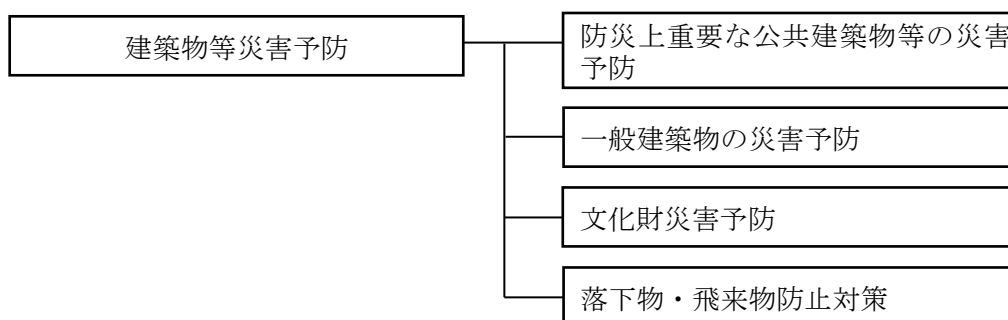 建築物等災害予防
防災上重要な公共建築物等の災害
予防
一般建築物の災害予防
文化財災害予防
落下物・飛来物防止対策